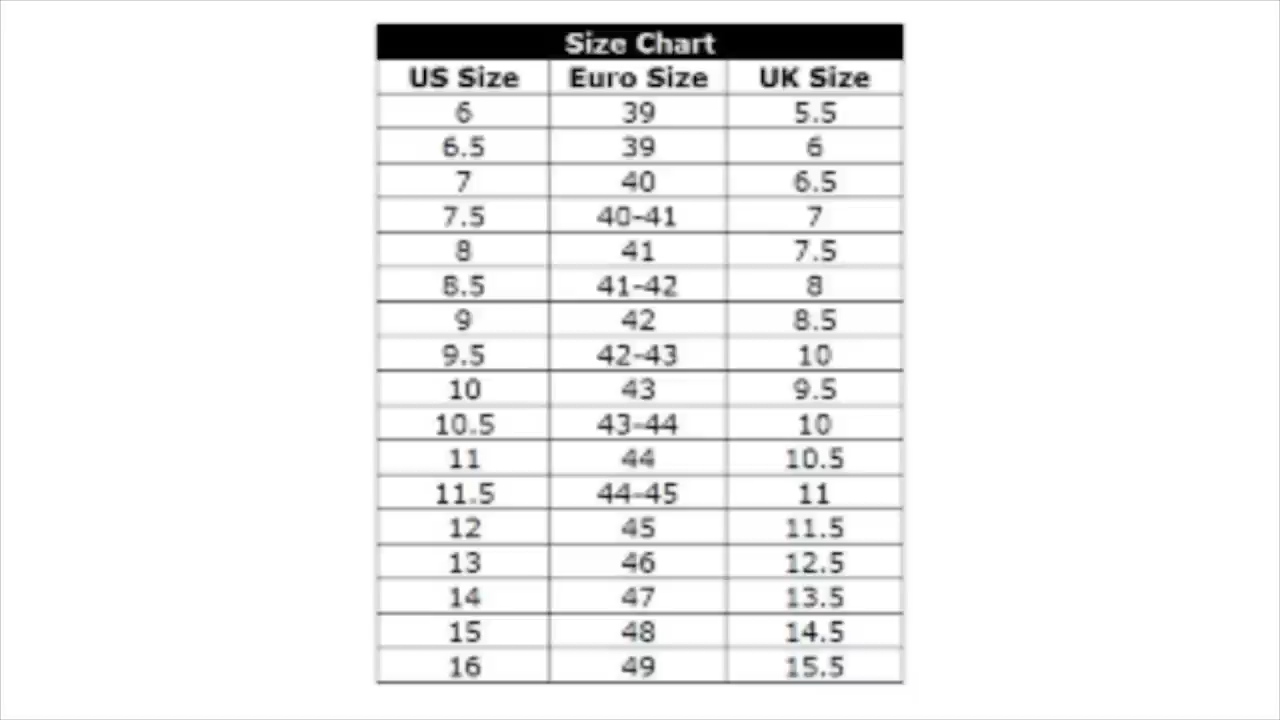 Size Chart
US Size Euro Size UK Size
6 39 5.5
6.5 39 6
7 40 6.5
7.5 40-41 7
8 41 7.5
8.5 41-42 8
9 42 8.5
9.5 42-43 10
10 43 9.5
10.5 43-44 10
11 44 10.5
11.5 44-45 11
12 45 11.5
13 46 12.5
14 47 13.5
15 48 14.5
16 49 15.5